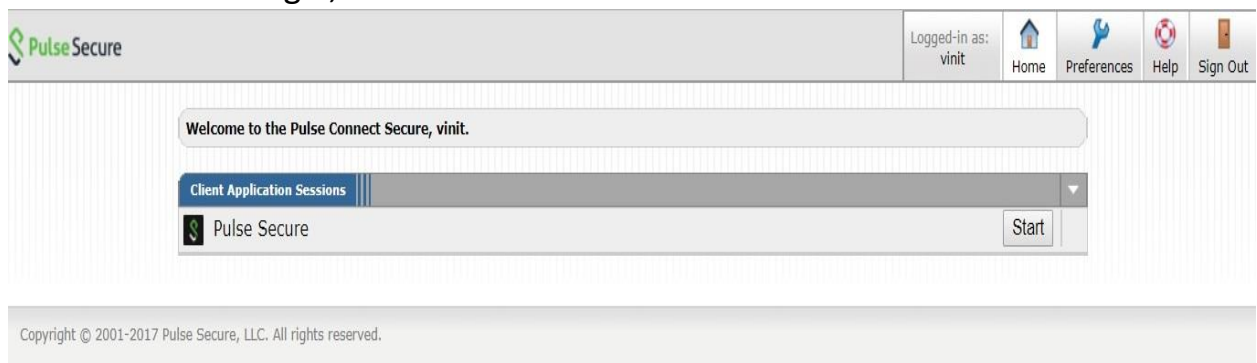 Pulse Secure
Logged-in as:
vinit
Home
Preferences
Help
Sign Out
Welcome to the Pulse Connect Secure, vinit.
Client Application Sessions
Pulse Secure
Start
Copyright © 2001-2017 Pulse Secure, LLC. All rights reserved.